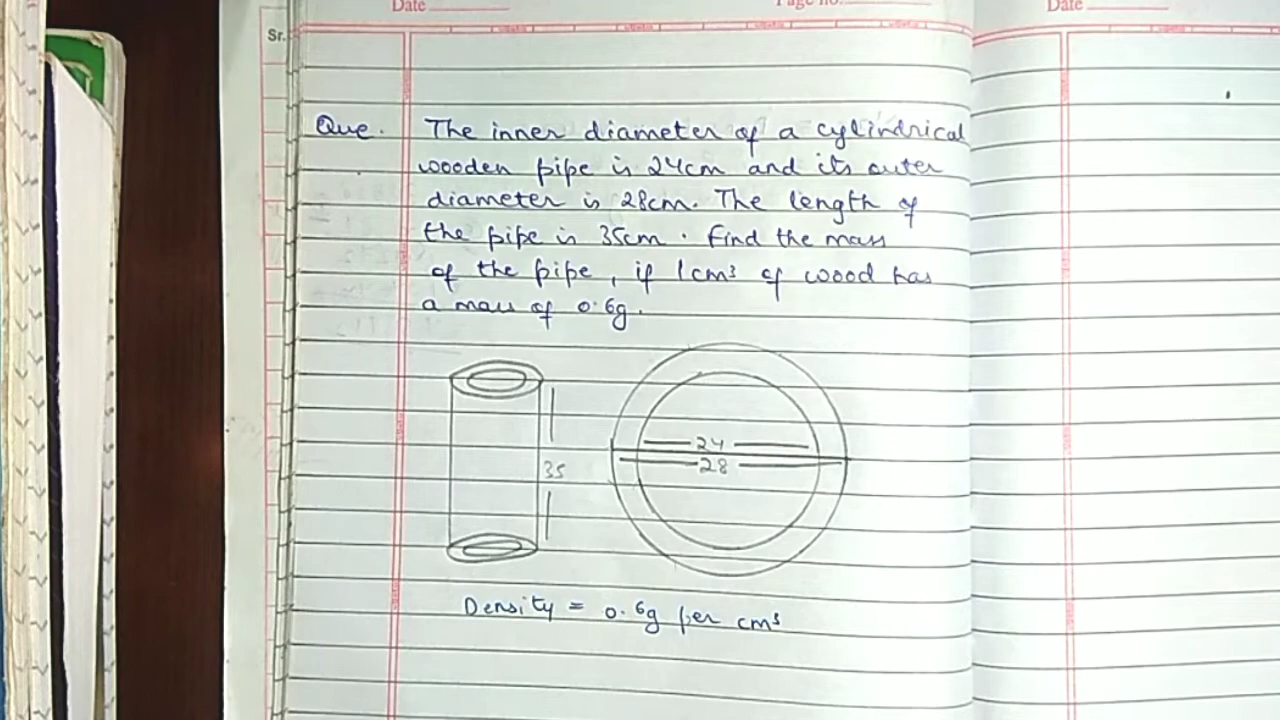 Date
Page no.
Date
Sr.
Que. The inner diameter of a cylindrical
wooden pipe is 24cm and its outer
diameter is 28cm. The length of
the pipe is 35cm. Find the mass
of the pipe, if 1cm³ of wood has
a mass of 0.6g.
24
28
35
Density = 0.6g per cm³